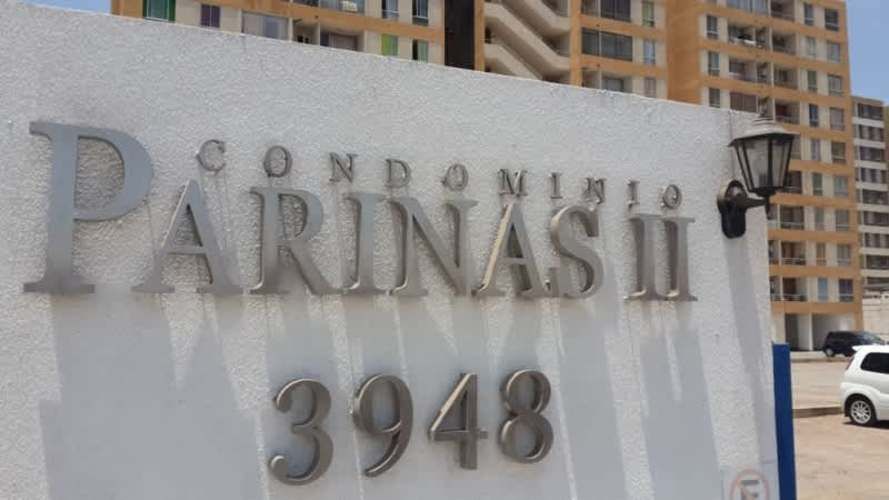 CONDOMINIO
PARINAS II
3948